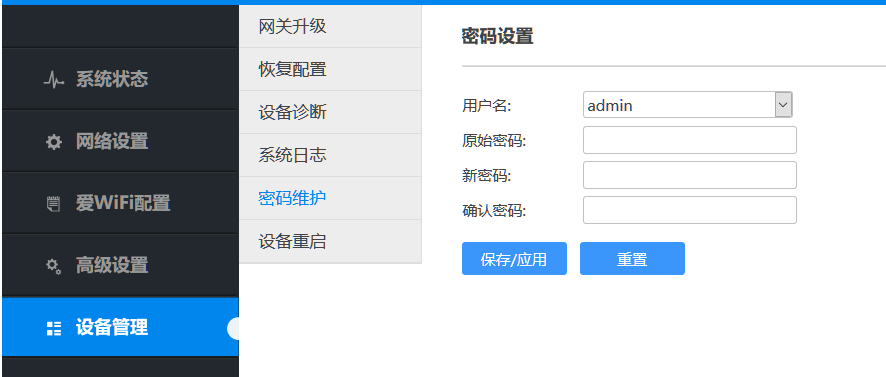 系统状态
网络设置
爱WiFi配置
高级设置
设备管理
网关升级
恢复配置
设备诊断
系统日志
密码维护
设备重启
密码设置
用户名: admin
原始密码:
新密码:
确认密码:
保存/应用 重置